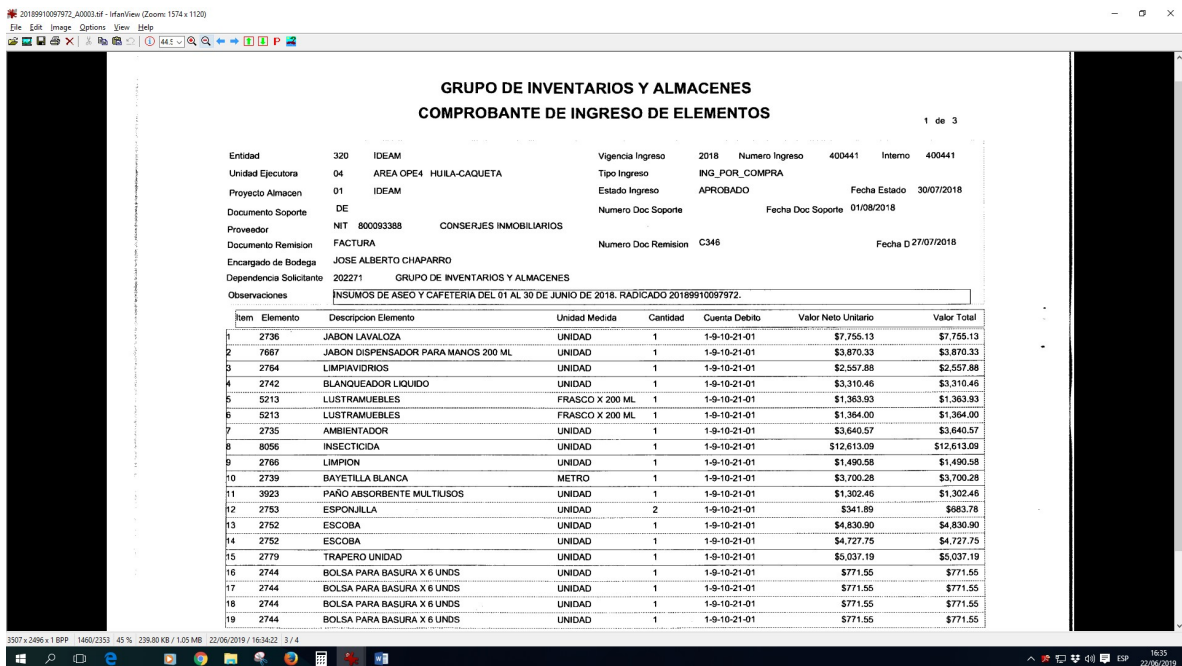 20189910097972_A0003.tif - IrfanView (Zoom: 1574 x 1120)
File Edit Image Options View Help
44.5 P
GRUPO DE INVENTARIOS Y ALMACENES
COMPROBANTE DE INGRESO DE ELEMENTOS
1 de 3
Entidad 320 IDEAM Vigencia Ingreso 2018 Numero Ingreso 400441 Interno 400441
Unidad Ejecutora 04 AREA OPE4 HUILA-CAQUETA Tipo Ingreso ING_POR_COMPRA
Proyecto Almacen 01 IDEAM Estado Ingreso APROBADO Fecha Estado 30/07/2018
Documento Soporte DE Numero Doc Soporte Fecha Doc Soporte 01/08/2018
Proveedor NIT 800093388 CONSERJES INMOBILIARIOS
Documento Remision FACTURA Numero Doc Remision C346 Fecha D 27/07/2018
Encargado de Bodega JOSE ALBERTO CHAPARRO
Dependencia Solicitante 202271 GRUPO DE INVENTARIOS Y ALMACENES
Observaciones INSUMOS DE ASEO Y CAFETERIA DEL 01 AL 30 DE JUNIO DE 2018. RADICADO 20189910097972.
Item Elemento Descripcion Elemento Unidad Medida Cantidad Cuenta Debito Valor Neto Unitario Valor Total
1 2736 JABON LAVALOZA UNIDAD 1 1-9-10-21-01 $7,755.13 $7,755.13
2 7667 JABON DISPENSADOR PARA MANOS 200 ML UNIDAD 1 1-9-10-21-01 $3,870.33 $3,870.33
3 2764 LIMPIAVIDRIOS UNIDAD 1 1-9-10-21-01 $2,557.88 $2,557.88
4 2742 BLANQUEADOR LIQUIDO UNIDAD 1 1-9-10-21-01 $3,310.46 $3,310.46
5 5213 LUSTRAMUEBLES FRASCO X 200 ML 1 1-9-10-21-01 $1,363.93 $1,363.93
6 5213 LUSTRAMUEBLES FRASCO X 200 ML 1 1-9-10-21-01 $1,364.00 $1,364.00
7 2735 AMBIENTADOR UNIDAD 1 1-9-10-21-01 $3,640.57 $3,640.57
8 8056 INSECTICIDA UNIDAD 1 1-9-10-21-01 $12,613.09 $12,613.09
9 2766 LIMPION UNIDAD 1 1-9-10-21-01 $1,490.58 $1,490.58
10 2739 BAYETILLA BLANCA METRO 1 1-9-10-21-01 $3,700.28 $3,700.28
11 3923 PAÑO ABSORBENTE MULTIUSOS UNIDAD 1 1-9-10-21-01 $1,302.46 $1,302.46
12 2753 ESPONJILLA UNIDAD 2 1-9-10-21-01 $341.89 $683.78
13 2752 ESCOBA UNIDAD 1 1-9-10-21-01 $4,830.90 $4,830.90
14 2752 ESCOBA UNIDAD 1 1-9-10-21-01 $4,727.75 $4,727.75
15 2779 TRAPERO UNIDAD UNIDAD 1 1-9-10-21-01 $5,037.19 $5,037.19
16 2744 BOLSA PARA BASURA X 6 UNDS UNIDAD 1 1-9-10-21-01 $771.55 $771.55
17 2744 BOLSA PARA BASURA X 6 UNDS UNIDAD 1 1-9-10-21-01 $771.55 $771.55
18 2744 BOLSA PARA BASURA X 6 UNDS UNIDAD 1 1-9-10-21-01 $771.55 $771.55
19 2744 BOLSA PARA BASURA X 6 UNDS UNIDAD 1 1-9-10-21-01 $771.55 $771.55
3507 x 2496 x 1 BPP 1460/2353 45 % 239.80 KB / 1.05 MB 22/06/2019 / 16:34:22 3 / 4
ESP 16:35
22/06/2019